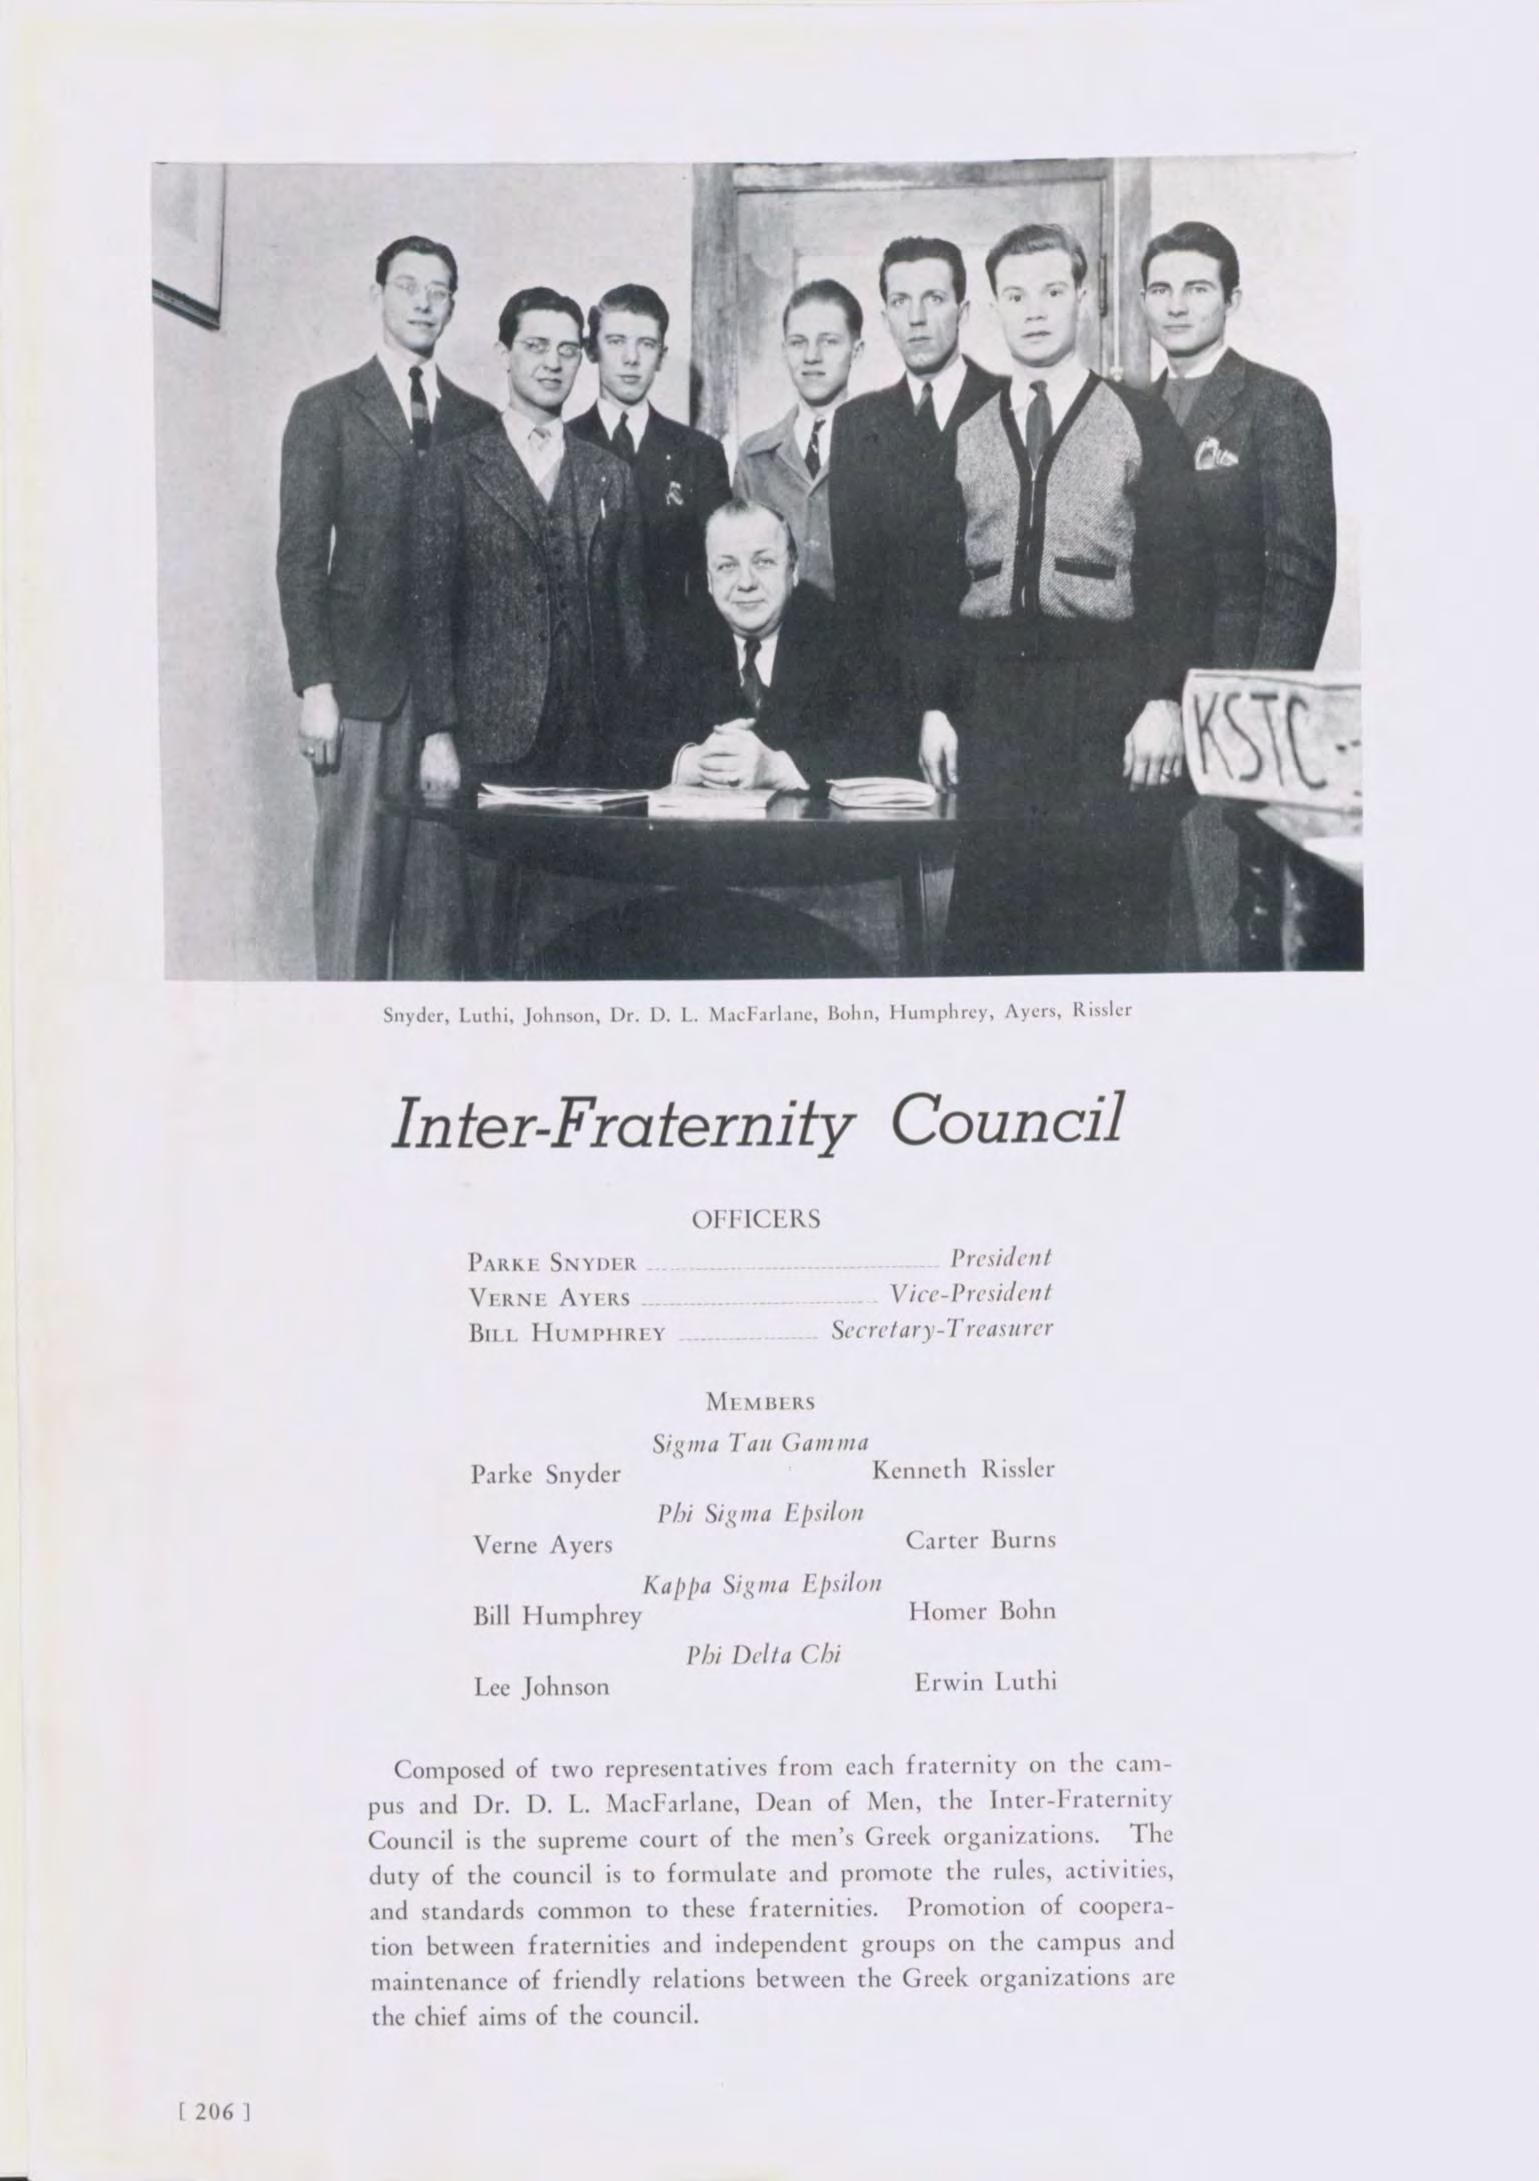 KSTC
Snyder, Luthi, Johnson, Dr. D. L. MacFarlane, Bohn, Humphrey, Ayers, Rissler
Inter-Fraternity Council
OFFICERS
PARKE SNYDER President
VERNE AYERS Vice-President
BILL HUMPHREY Secretary-Treasurer
MEMBERS
Sigma Tau Gamma
Parke Snyder Kenneth Rissler
Phi Sigma Epsilon
Verne Ayers Carter Burns
Kappa Sigma Epsilon
Bill Humphrey Homer Bohn
Phi Delta Chi
Lee Johnson Erwin Luthi
Composed of two representatives from each fraternity on the cam-
pus and Dr. D. L. MacFarlane, Dean of Men, the Inter-Fraternity
Council is the supreme court of the men's Greek organizations. The
duty of the council is to formulate and promote the rules, activities,
and standards common to these fraternities. Promotion of coopera-
tion between fraternities and independent groups on the campus and
maintenance of friendly relations between the Greek organizations are
the chief aims of the council.
[ 206 ]